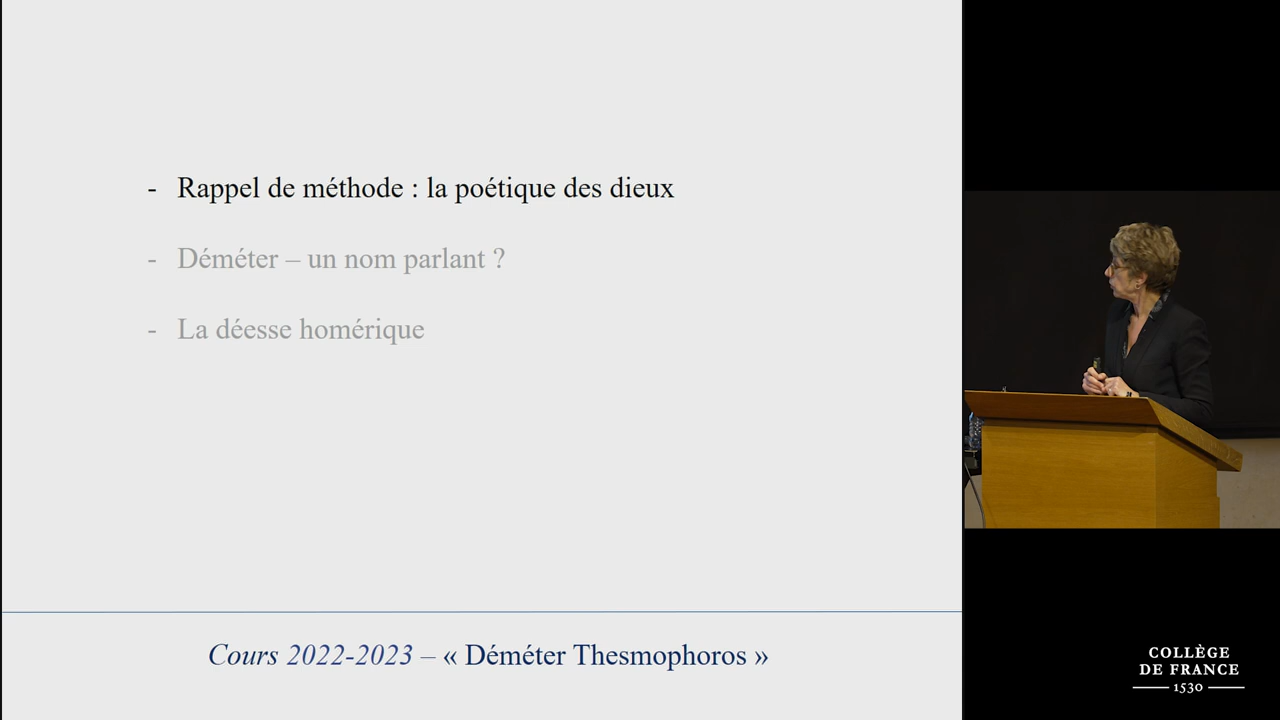 - Rappel de méthode : la poétique des dieux
- Déméter – un nom parlant ?
- La déesse homérique
Cours 2022-2023 – « Déméter Thesmophoros »
COLLÈGE
DE FRANCE
1530